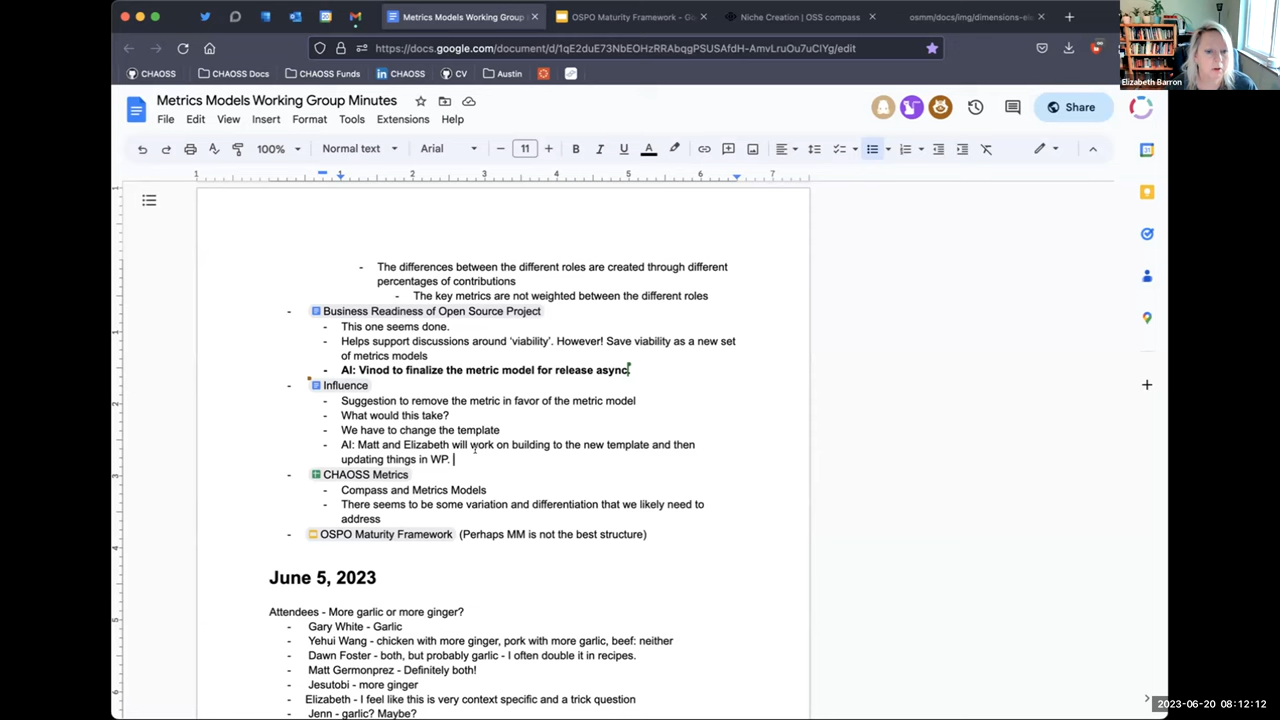 Metrics Models Working Group
OSPO Maturity Framework - Go
Niche Creation | OSS compass
osmm/docs/img/dimensions-el
https://docs.google.com/document/d/1qE2duE73NbEOHzRRAbqgPSUSAfdH-AmvLruOu7uCIYg/edit
CHAOSS
CHAOSS Docs
CHAOSS Funds
CHAOSS
CV
Austin
Elizabeth Barron
Metrics Models Working Group Minutes
File Edit View Insert Format Tools Extensions
Share
100%
Normal text
Arial
11
1 1 2 3 4 5 6 7
- The differences between the different roles are created through different
percentages of contributions
- The key metrics are not weighted between the different roles
- Business Readiness of Open Source Project
- This one seems done.
- Helps support discussions around 'viability'. However! Save viability as a new set
of metrics models
- AI: Vinod to finalize the metric model for release async.
- Influence
- Suggestion to remove the metric in favor of the metric model
- What would this take?
- We have to change the template
- AI: Matt and Elizabeth will work on building to the new template and then
updating things in WP.
- CHAOSS Metrics
- Compass and Metrics Models
- There seems to be some variation and differentiation that we likely need to
address
- OSPO Maturity Framework (Perhaps MM is not the best structure)
June 5, 2023
Attendees - More garlic or more ginger?
- Gary White - Garlic
- Yehui Wang - chicken with more ginger, pork with more garlic, beef: neither
- Dawn Foster - both, but probably garlic - I often double it in recipes.
- Matt Germonprez - Definitely both!
- Jesutobi - more ginger
- Elizabeth - I feel like this is very context specific and a trick question
- Jenn - garlic? Maybe?
2023-06-20 08:12:12